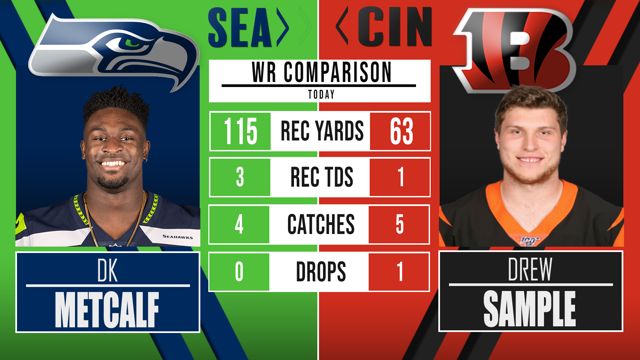 SEA
CIN
WR COMPARISON
TODAY
115 REC YARDS 63
3 REC TDS 1
4 CATCHES 5
0 DROPS 1
SEAHAWKS
DK
METCALF
DREW
SAMPLE